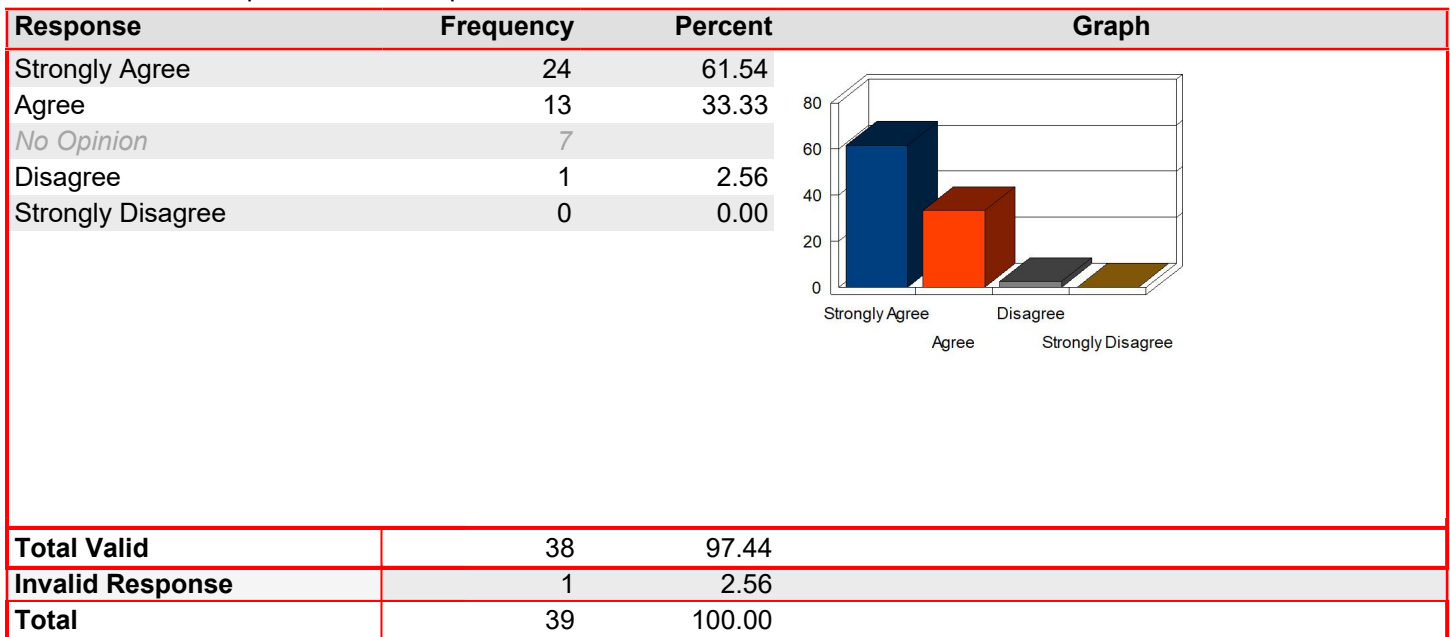 Response Frequency Percent Graph
Strongly Agree 24 61.54
Agree 13 33.33
No Opinion 7
Disagree 1 2.56
Strongly Disagree 0 0.00
80
60
40
20
0
Strongly Agree Disagree
Agree Strongly Disagree
Total Valid 38 97.44
Invalid Response 1 2.56
Total 39 100.00